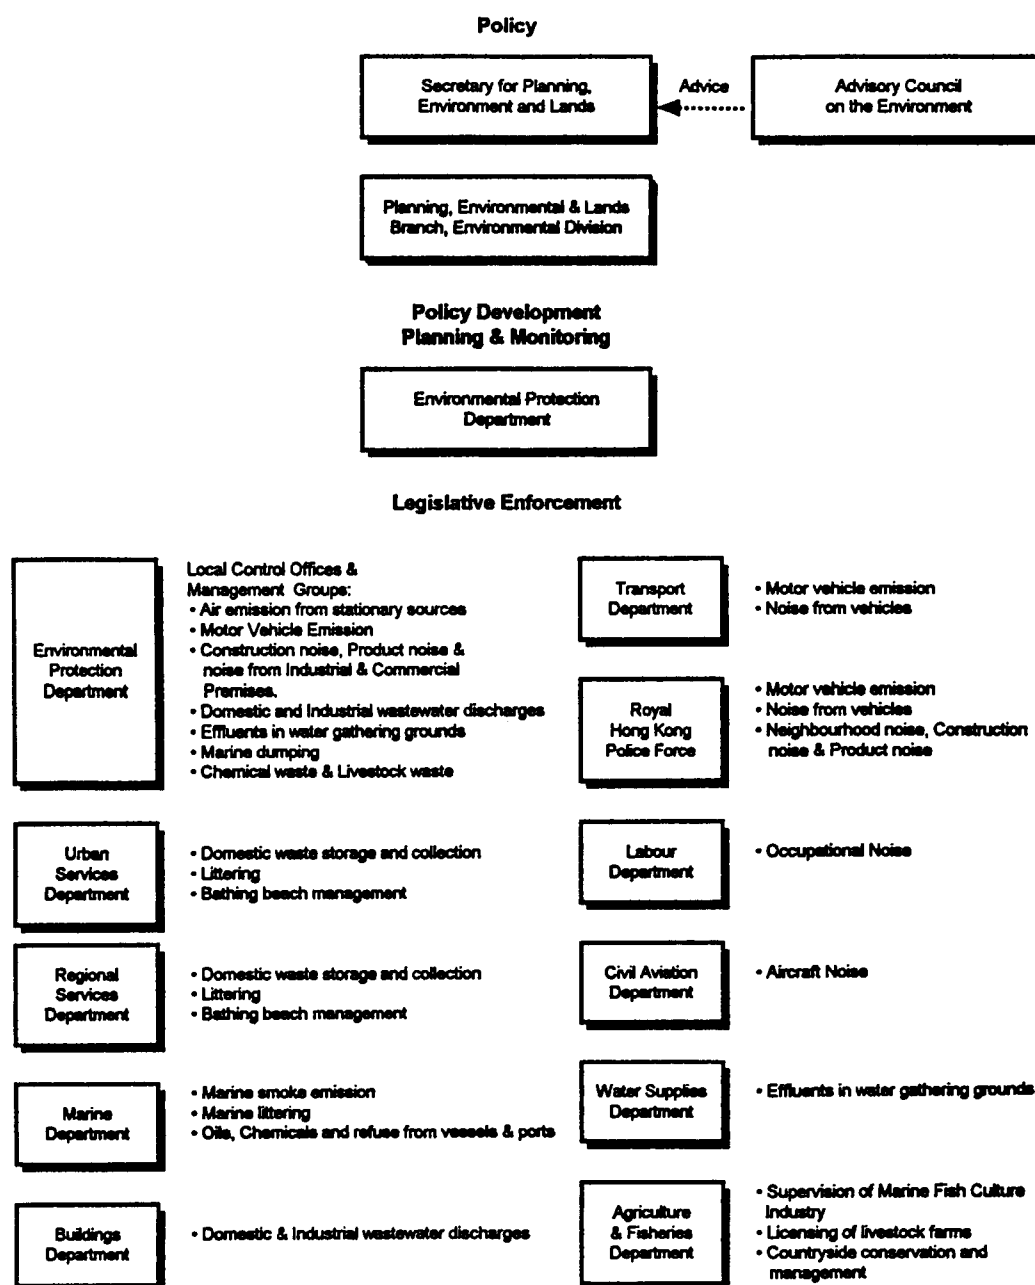 Policy
Secretary for Planning,
Environment and Lands
Advice
Advisory Council
on the Environment
Planning, Environmental & Lands
Branch, Environmental Division
Policy Development
Planning & Monitoring
Environmental Protection
Department
Legislative Enforcement
Environmental
Protection
Department
Local Control Offices &
Management Groups:
• Air emission from stationary sources
• Motor Vehicle Emission
• Construction noise, Product noise &
noise from Industrial & Commercial
Premises.
• Domestic and Industrial wastewater discharges
• Effluents in water gathering grounds
• Marine dumping
• Chemical waste & Livestock waste
Transport
Department
• Motor vehicle emission
• Noise from vehicles
Royal
Hong Kong
Police Force
• Motor vehicle emission
• Noise from vehicles
• Neighbourhood noise, Construction
noise & Product noise
Urban
Services
Department
• Domestic waste storage and collection
• Littering
• Bathing beach management
Labour
Department
• Occupational Noise
Regional
Services
Department
• Domestic waste storage and collection
• Littering
• Bathing beach management
Civil Aviation
Department
• Aircraft Noise
Marine
Department
• Marine smoke emission
• Marine littering
• Oils, Chemicals and refuse from vessels & ports
Water Supplies
Department
• Effluents in water gathering grounds
Buildings
Department
• Domestic & Industrial wastewater discharges
Agriculture
& Fisheries
Department
• Supervision of Marine Fish Culture
Industry
• Licensing of livestock farms
• Countryside conservation and
management